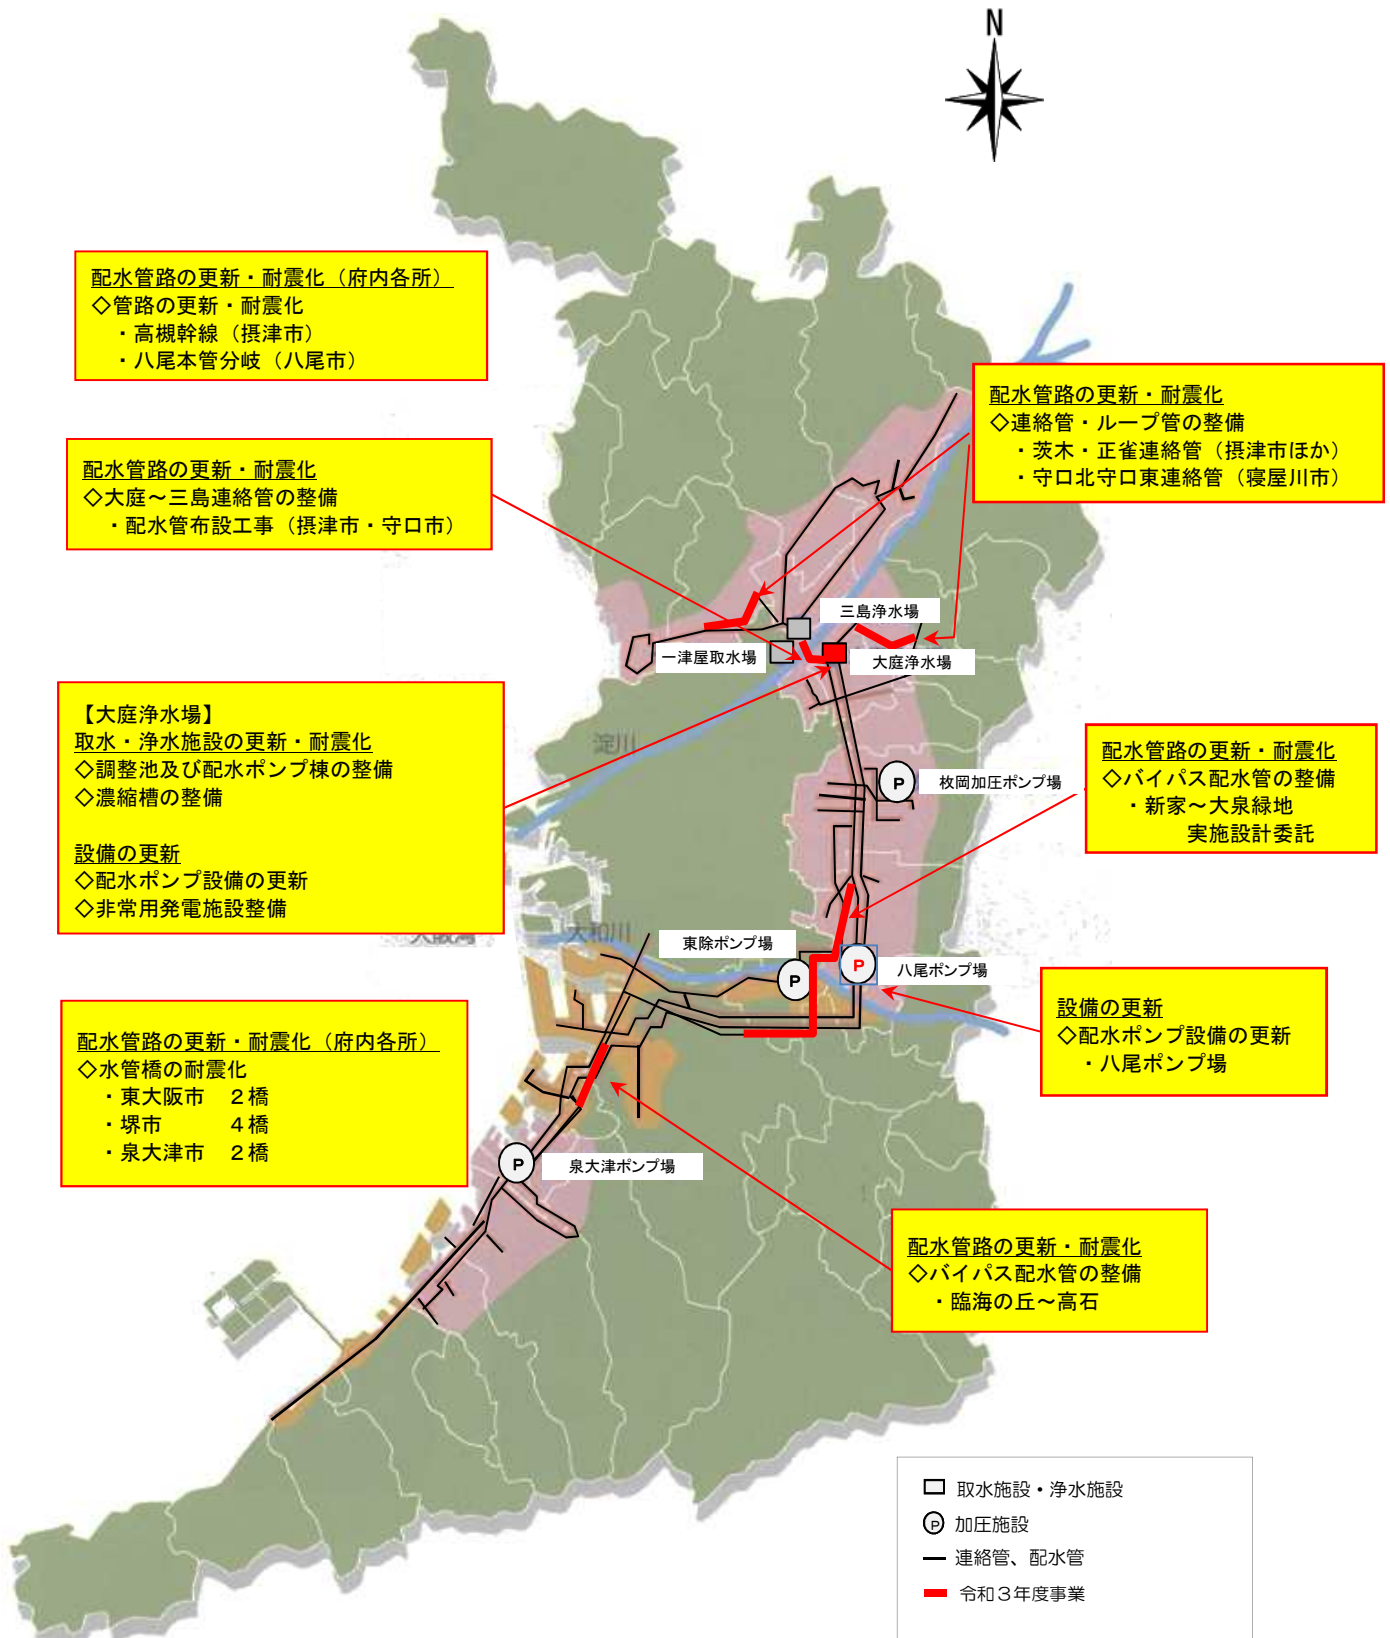 N
配水管路の更新・耐震化（府内各所）
◇管路の更新・耐震化
・高槻幹線（摂津市）
・八尾本管分岐（八尾市）
配水管路の更新・耐震化
◇連絡管・ループ管の整備
・茨木・正雀連絡管（摂津市ほか）
・守口北守口東連絡管（寝屋川市）
配水管路の更新・耐震化
◇大庭～三島連絡管の整備
・配水管布設工事（摂津市・守口市）
三島浄水場
一津屋取水場
大庭浄水場
【大庭浄水場】
取水・浄水施設の更新・耐震化
◇調整池及び配水ポンプ棟の整備
◇濃縮槽の整備
設備の更新
◇配水ポンプ設備の更新
◇非常用発電施設整備
淀川
P
枚岡加圧ポンプ場
配水管路の更新・耐震化
◇バイパス配水管の整備
・新家～大泉緑地
実施設計委託
大阪湾
大和川
東除ポンプ場
P
P
八尾ポンプ場
設備の更新
◇配水ポンプ設備の更新
・八尾ポンプ場
配水管路の更新・耐震化（府内各所）
◇水管橋の耐震化
・東大阪市　２橋
・堺市　　　４橋
・泉大津市　２橋
P
泉大津ポンプ場
配水管路の更新・耐震化
◇バイパス配水管の整備
・臨海の丘～高石
取水施設・浄水施設
P 加圧施設
連絡管、配水管
令和３年度事業